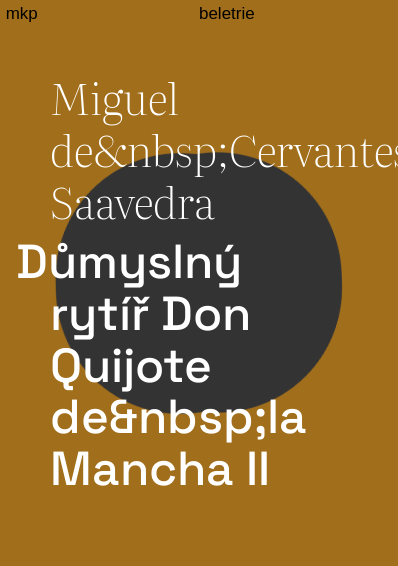 mkp beletrie
Miguel
de&nbsp;Cervantes
Saavedra
Důmyslný
rytíř Don
Quijote
de&nbsp;la
Mancha II